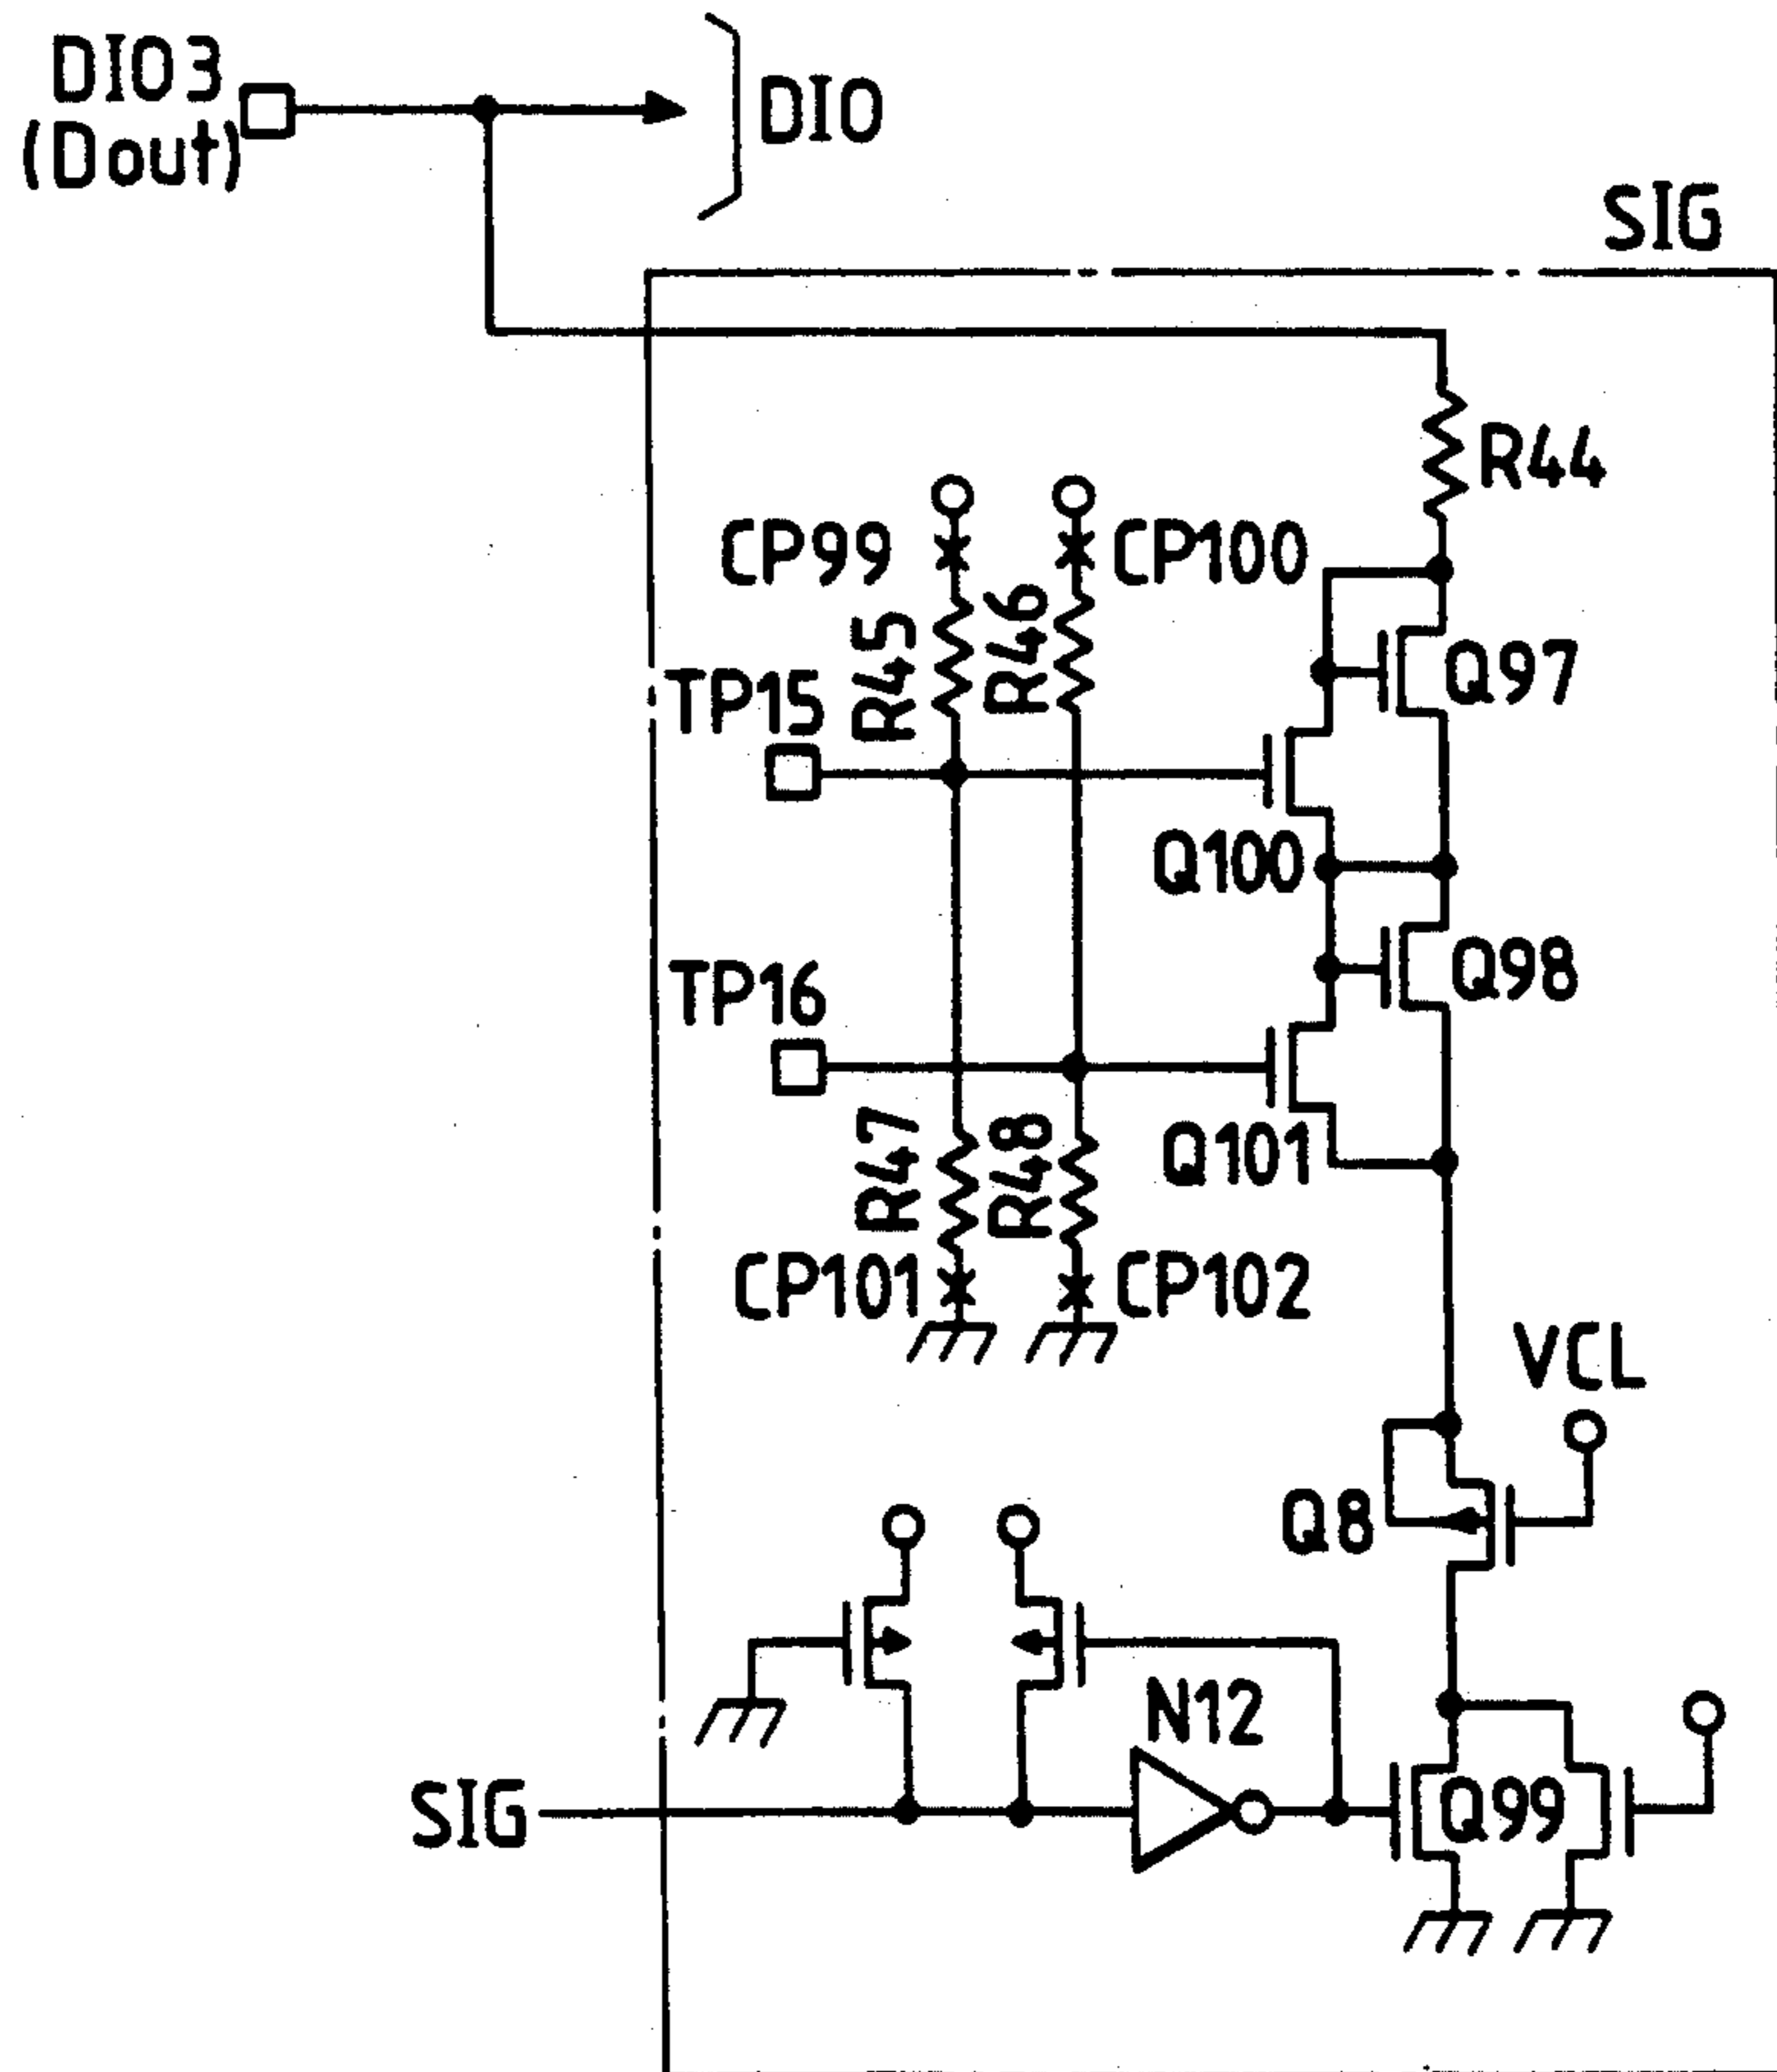 DIO3
(Dout)
DIO
SIG
R44
CP99
CP100
R45
R46
TP15
Q97
Q100
TP16
Q98
R47
R48
Q101
CP101
CP102
VCL
Q8
N12
SIG
Q99